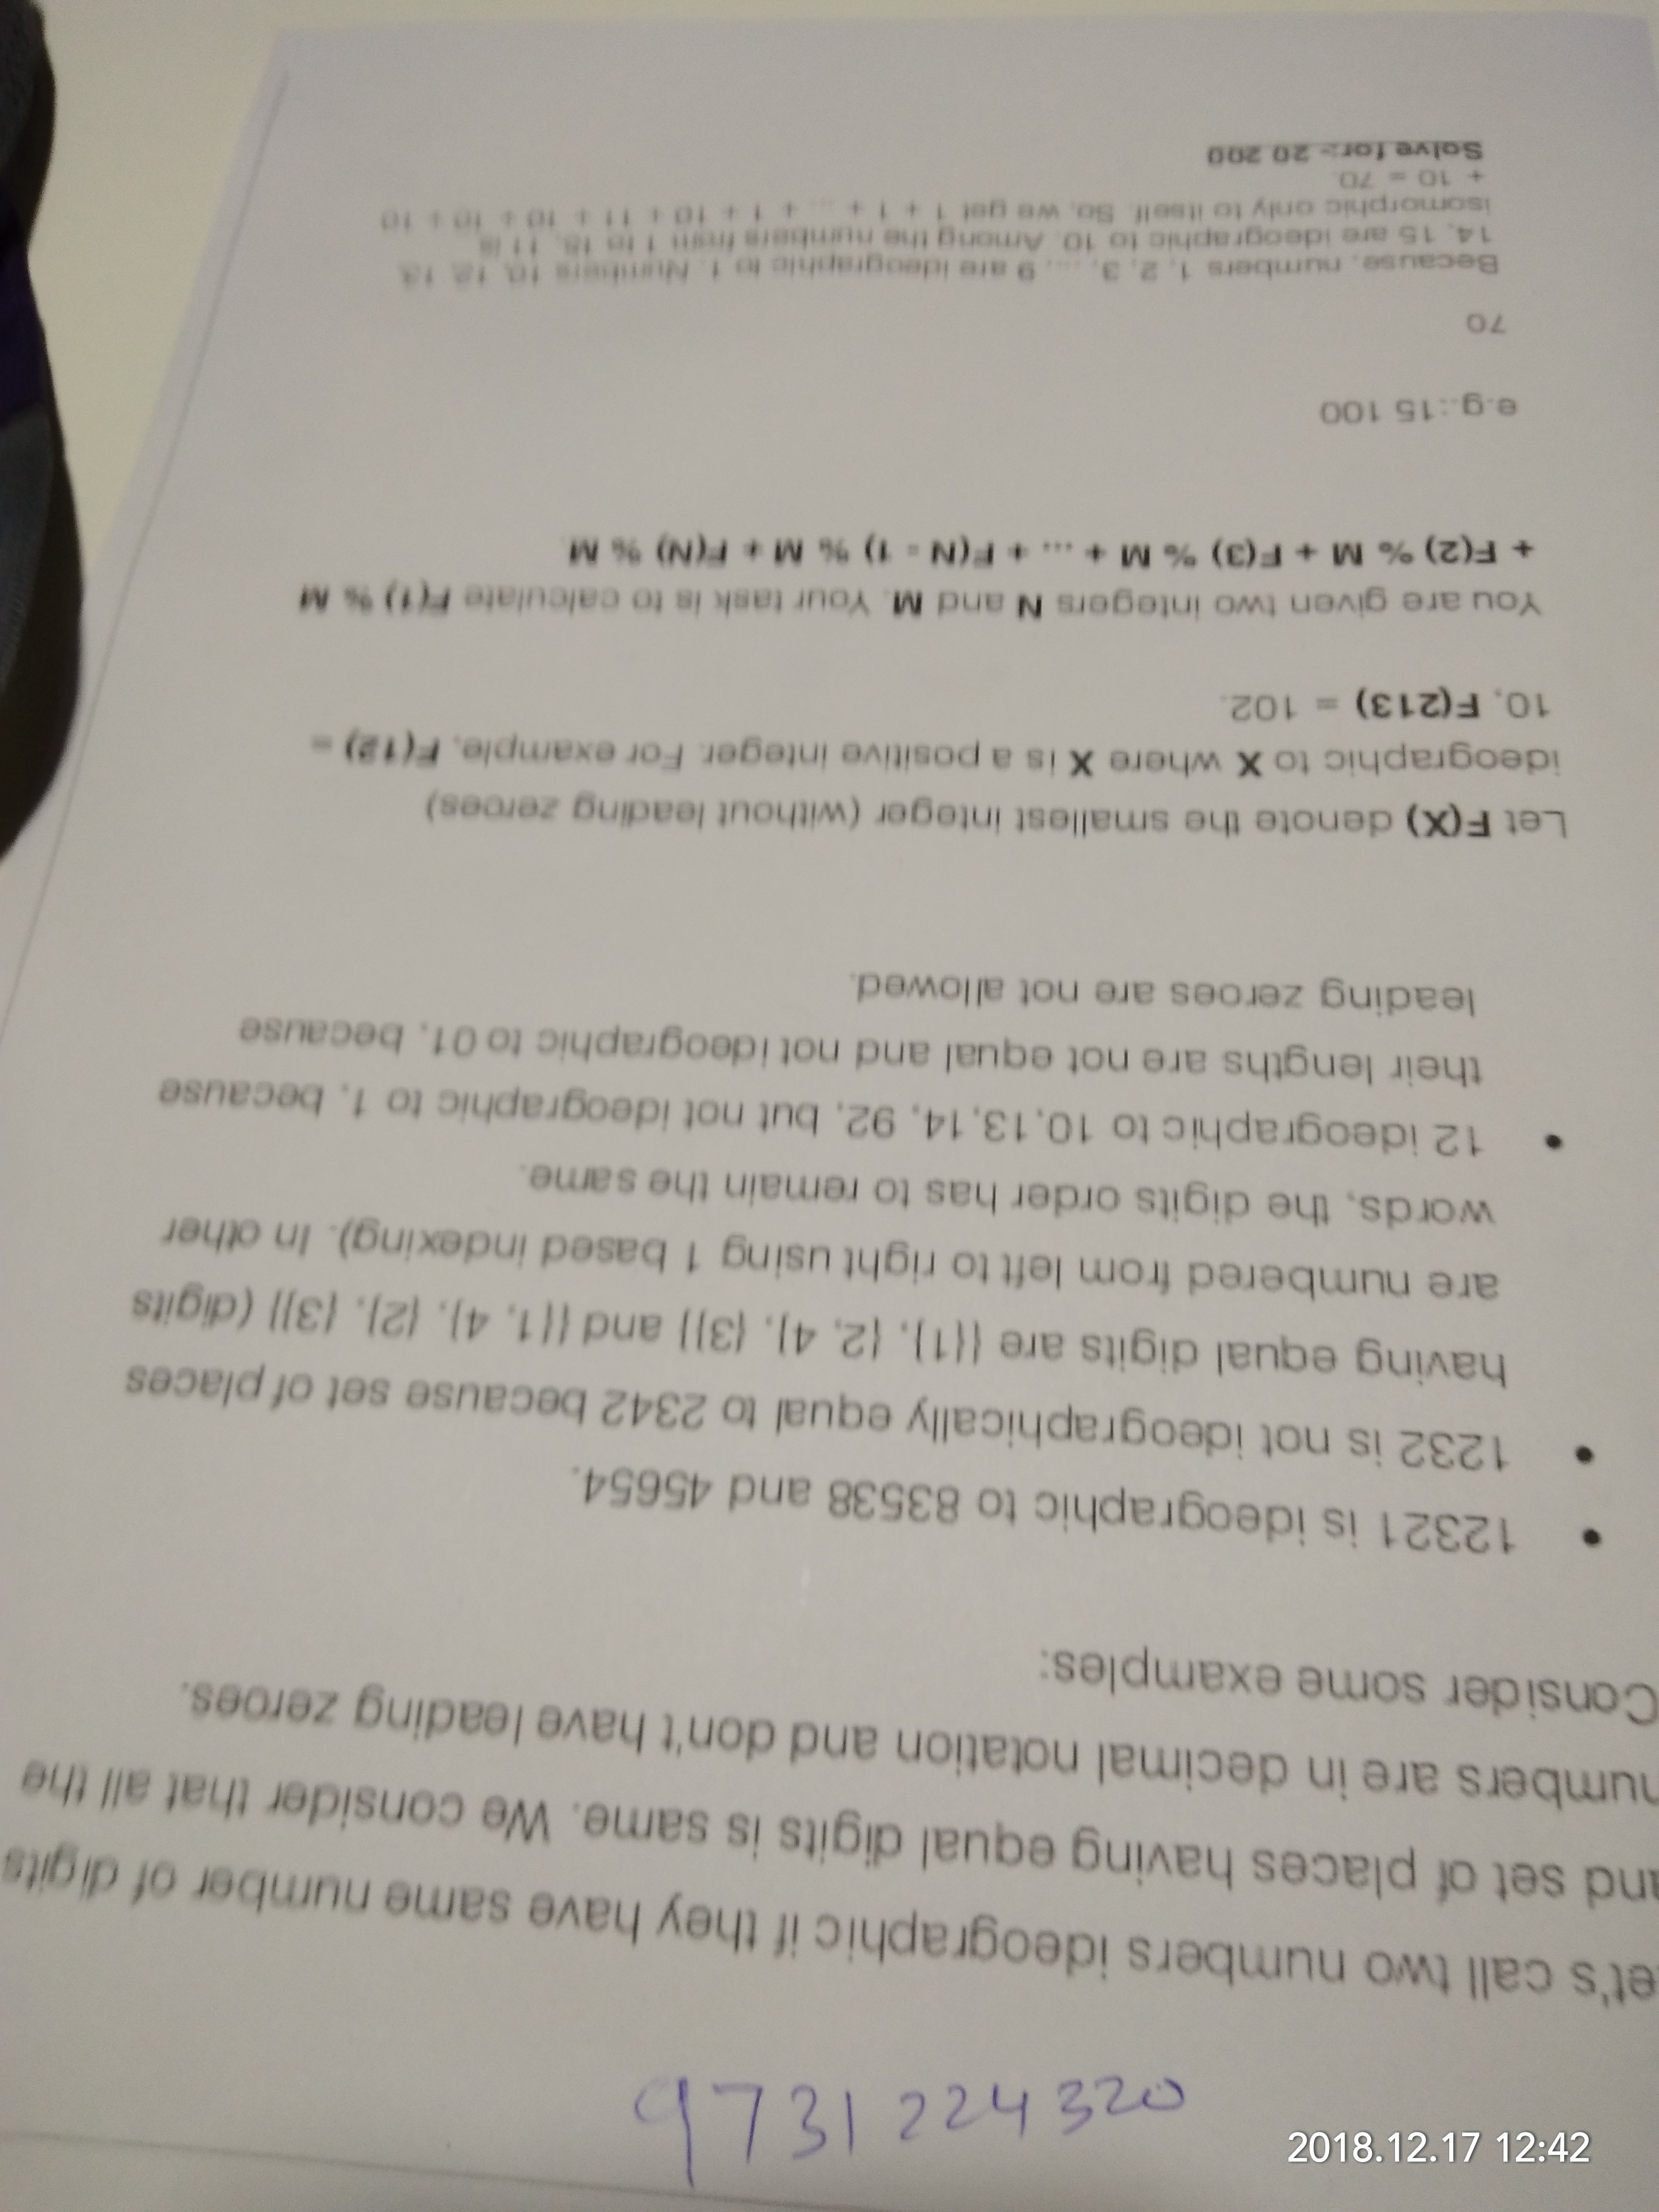 9731224320
et's call two numbers ideographic if they have same number of digits
and set of places having equal digits is same. We consider that all the
numbers are in decimal notation and don't have leading zeroes.
Consider some examples:
• 12321 is ideographic to 83538 and 45654.
• 1232 is not ideographically equal to 2342 because set of places
having equal digits are {{1}, {2, 4}, {3}} and {{1, 4}, {2}, {3}} (digits
are numbered from left to right using 1 based indexing). In other
words, the digits order has to remain the same.
• 12 ideographic to 10,13,14, 92, but not ideographic to 1, because
their lengths are not equal and not ideographic to 01, because
leading zeroes are not allowed.
Let F(X) denote the smallest integer (without leading zeroes)
ideographic to X where X is a positive integer. For example, F(12) =
10, F(213) = 102.
You are given two integers N and M. Your task is to calculate F(1) % M
+ F(2) % M + F(3) % M + ... + F(N - 1) % M + F(N) % M.
e.g.:15 100
70
Because, numbers 1, 2, 3, ..., 9 are ideographic to 1. Numbers 10, 12, 13,
14, 15 are ideographic to 10. Among the numbers from 1 to 15, 11 is
isomorphic only to itself. So, we get 1 + 1 + ... + 1 + 10 + 11 + 10 + 10 + 10
+ 10 = 70.
Solve for:- 20 200
2018.12.17 12:42